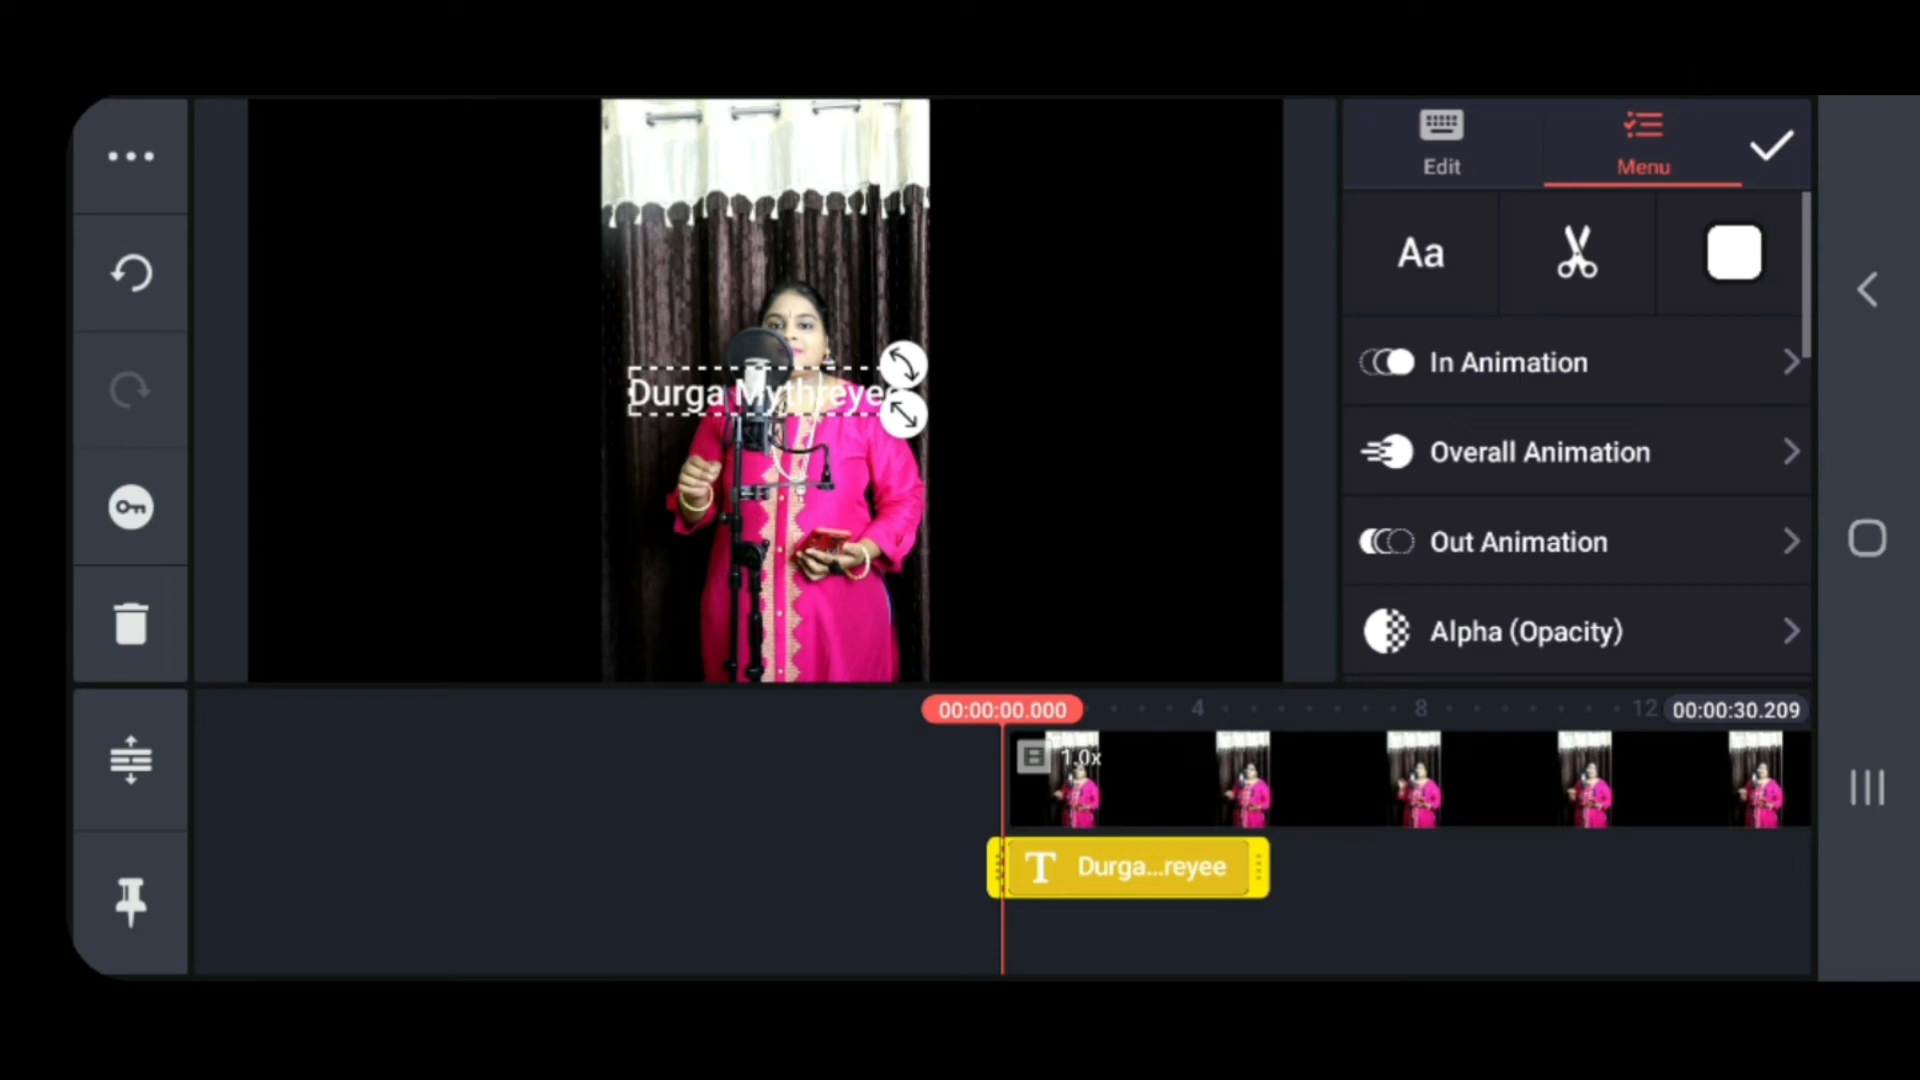 Edit
Menu
Aa
In Animation
Overall Animation
Out Animation
Alpha (Opacity)
Durga Mythreyee
00:00:00.000
4
8
12
00:00:30.209
1.0x
T Durga...reyee